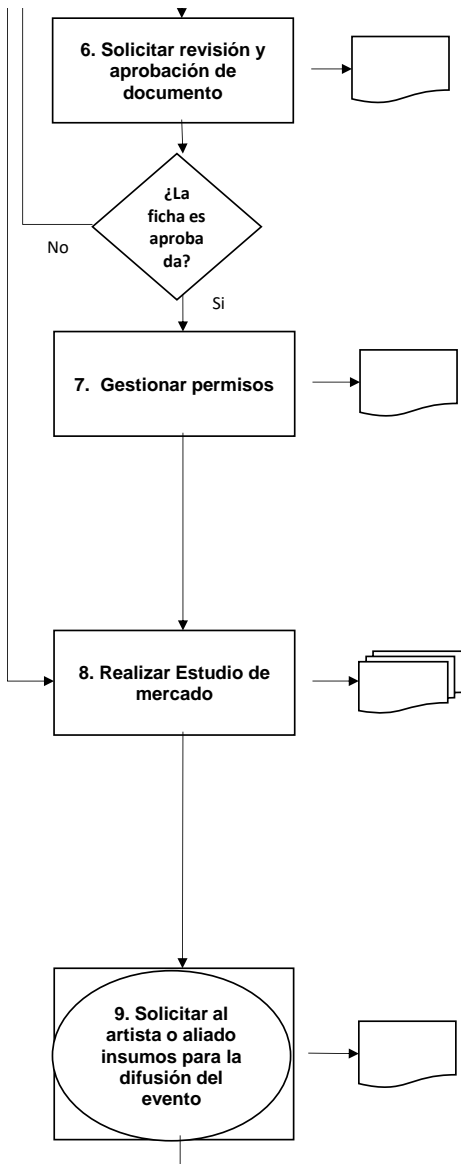 6. Solicitar revisión y
aprobación de
documento
¿La
ficha es
aproba
da?
No
Si
7. Gestionar permisos
8. Realizar Estudio de
mercado
9. Solicitar al
artista o aliado
insumos para la
difusión del
evento